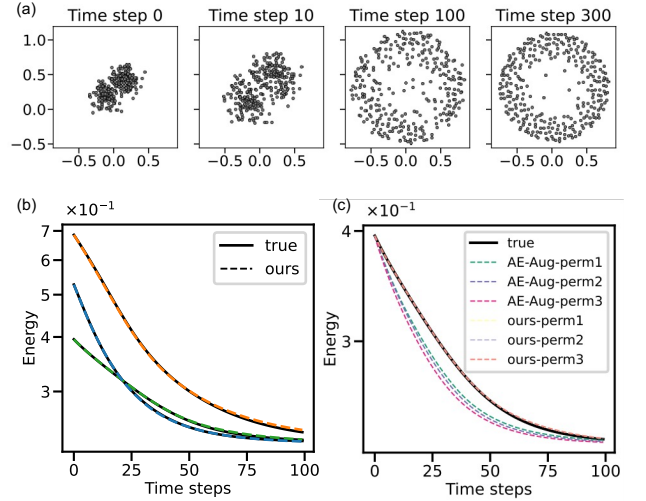 (a)
Time step 0
Time step 10
Time step 100
Time step 300
1.0
0.5
0.0
−0.5
−0.5 0.0 0.5
−0.5 0.0 0.5
−0.5 0.0 0.5
−0.5 0.0 0.5
(b)
×10⁻¹
7
6
5
4
3
Energy
true
ours
0 25 50 75 100
Time steps
(c)
×10⁻¹
4
3
Energy
true
AE-Aug-perm1
AE-Aug-perm2
AE-Aug-perm3
ours-perm1
ours-perm2
ours-perm3
0 25 50 75 100
Time steps